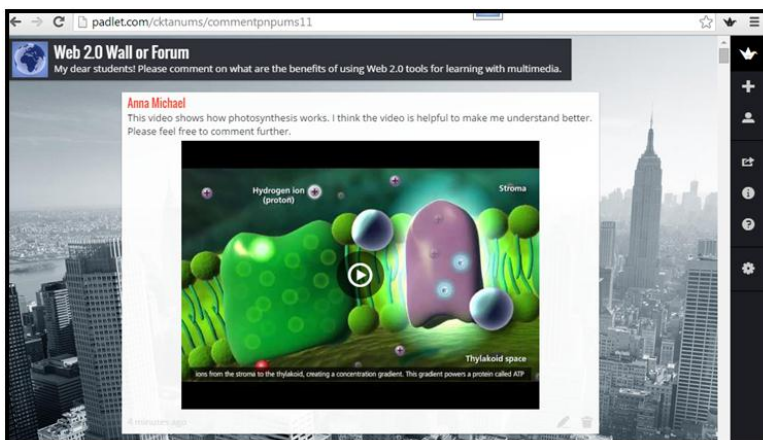 padlet.com/cktanums/commentpnpums11
Web 2.0 Wall or Forum
My dear students! Please comment on what are the benefits of using Web 2.0 tools for learning with multimedia.
Anna Michael
This video shows how photosynthesis works. I think the video is helpful to make me understand better.
Please feel free to comment further.
Hydrogen ion
(proton)
Stroma
Thylakoid space
ions from the stroma to the thylakoid, creating a concentration gradient. This gradient powers a protein called ATP
4 minutes ago